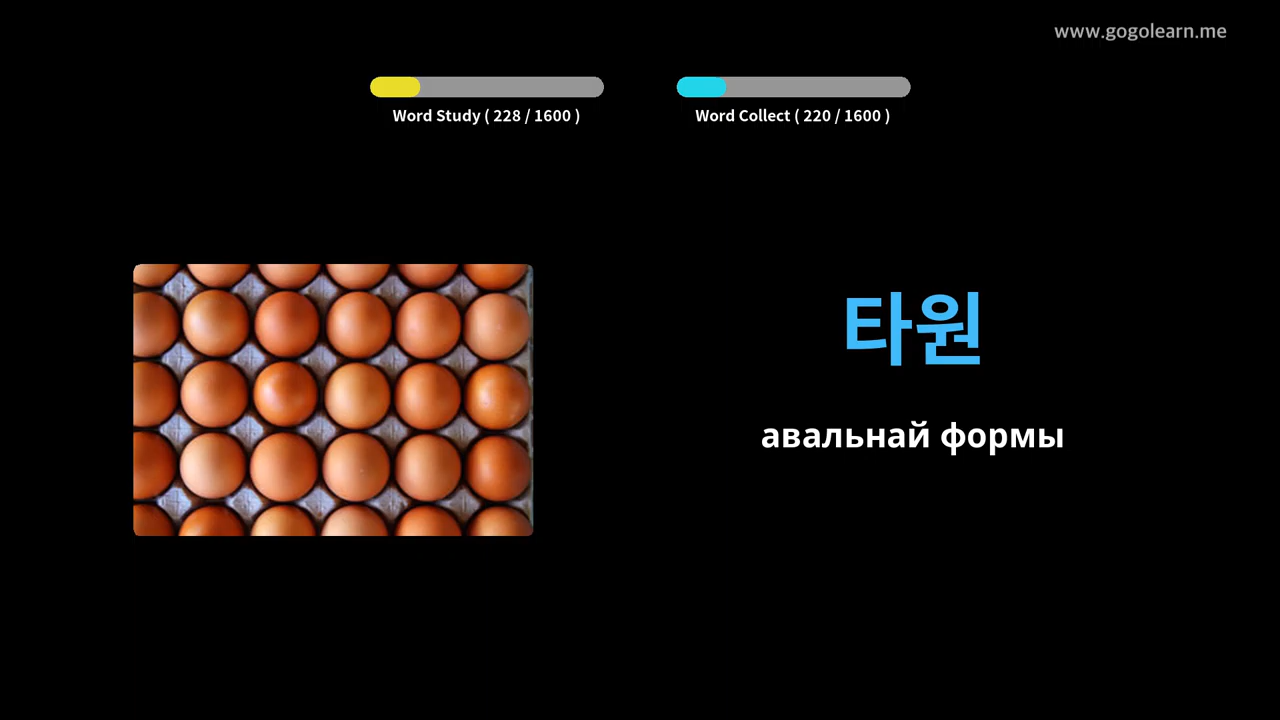 www.gogolearn.me
Word Study ( 228 / 1600 )
Word Collect ( 220 / 1600 )
타원
авальнай формы